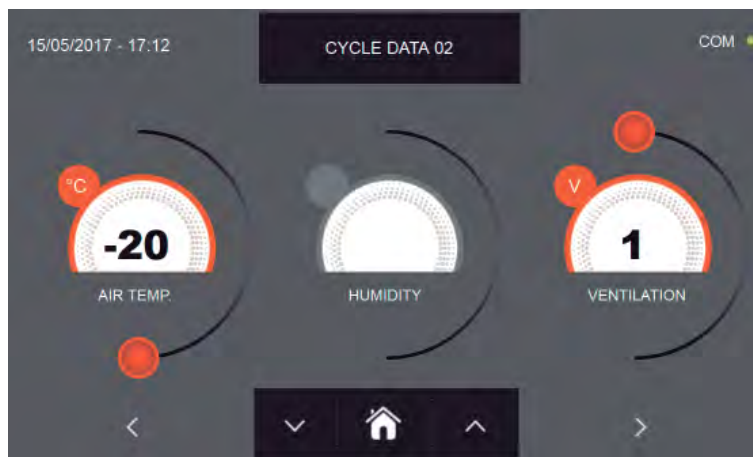 15/05/2017 - 17:12
CYCLE DATA 02
COM
°C
V
-20
1
AIR TEMP.
HUMIDITY
VENTILATION